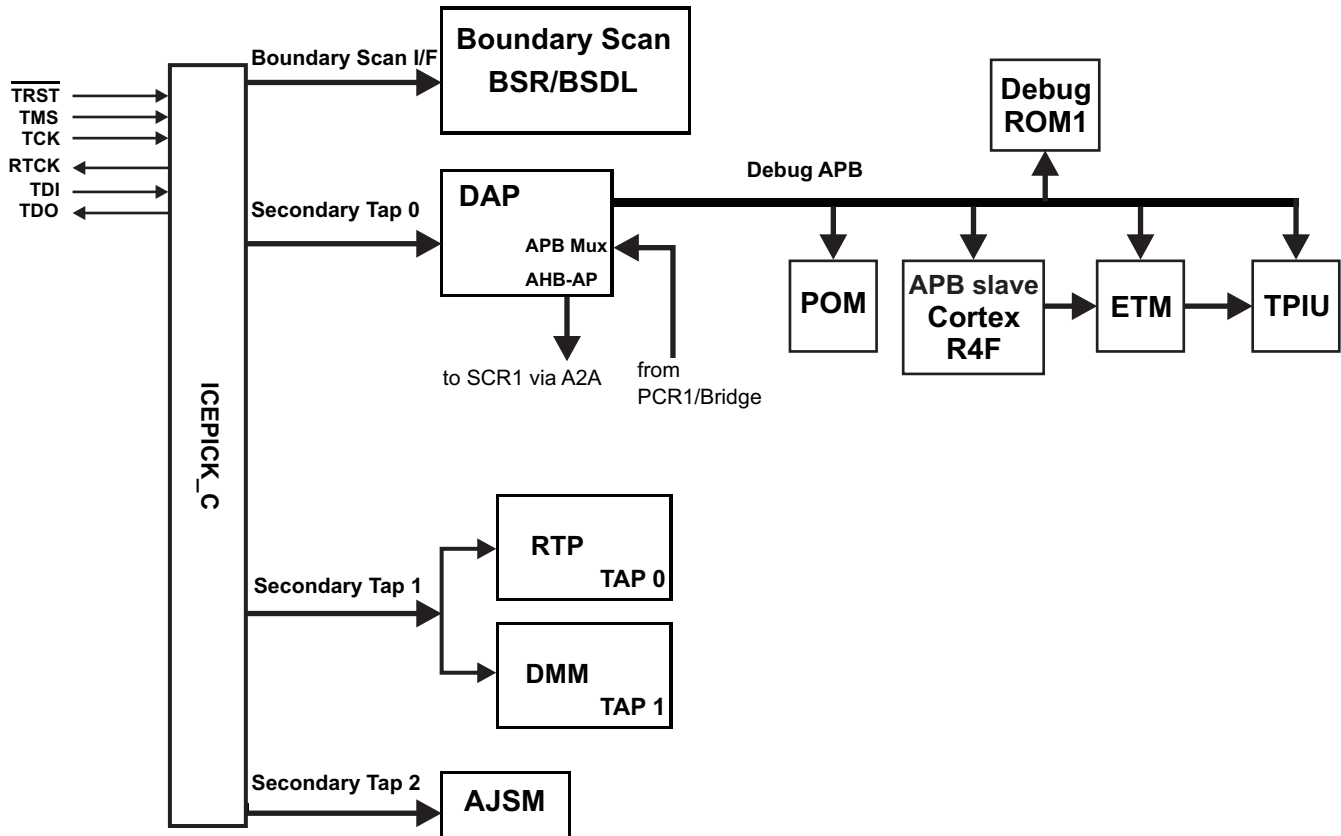 TRST
TMS
TCK
RTCK
TDI
TDO
ICEPICK_C
Boundary Scan I/F
Boundary Scan
BSR/BSDL
Secondary Tap 0
DAP
APB Mux
AHB-AP
to SCR1 via A2A
from
PCR1/Bridge
Debug APB
Debug
ROM1
POM
APB slave
Cortex
R4F
ETM
TPIU
Secondary Tap 1
RTP
TAP 0
DMM
TAP 1
Secondary Tap 2
AJSM